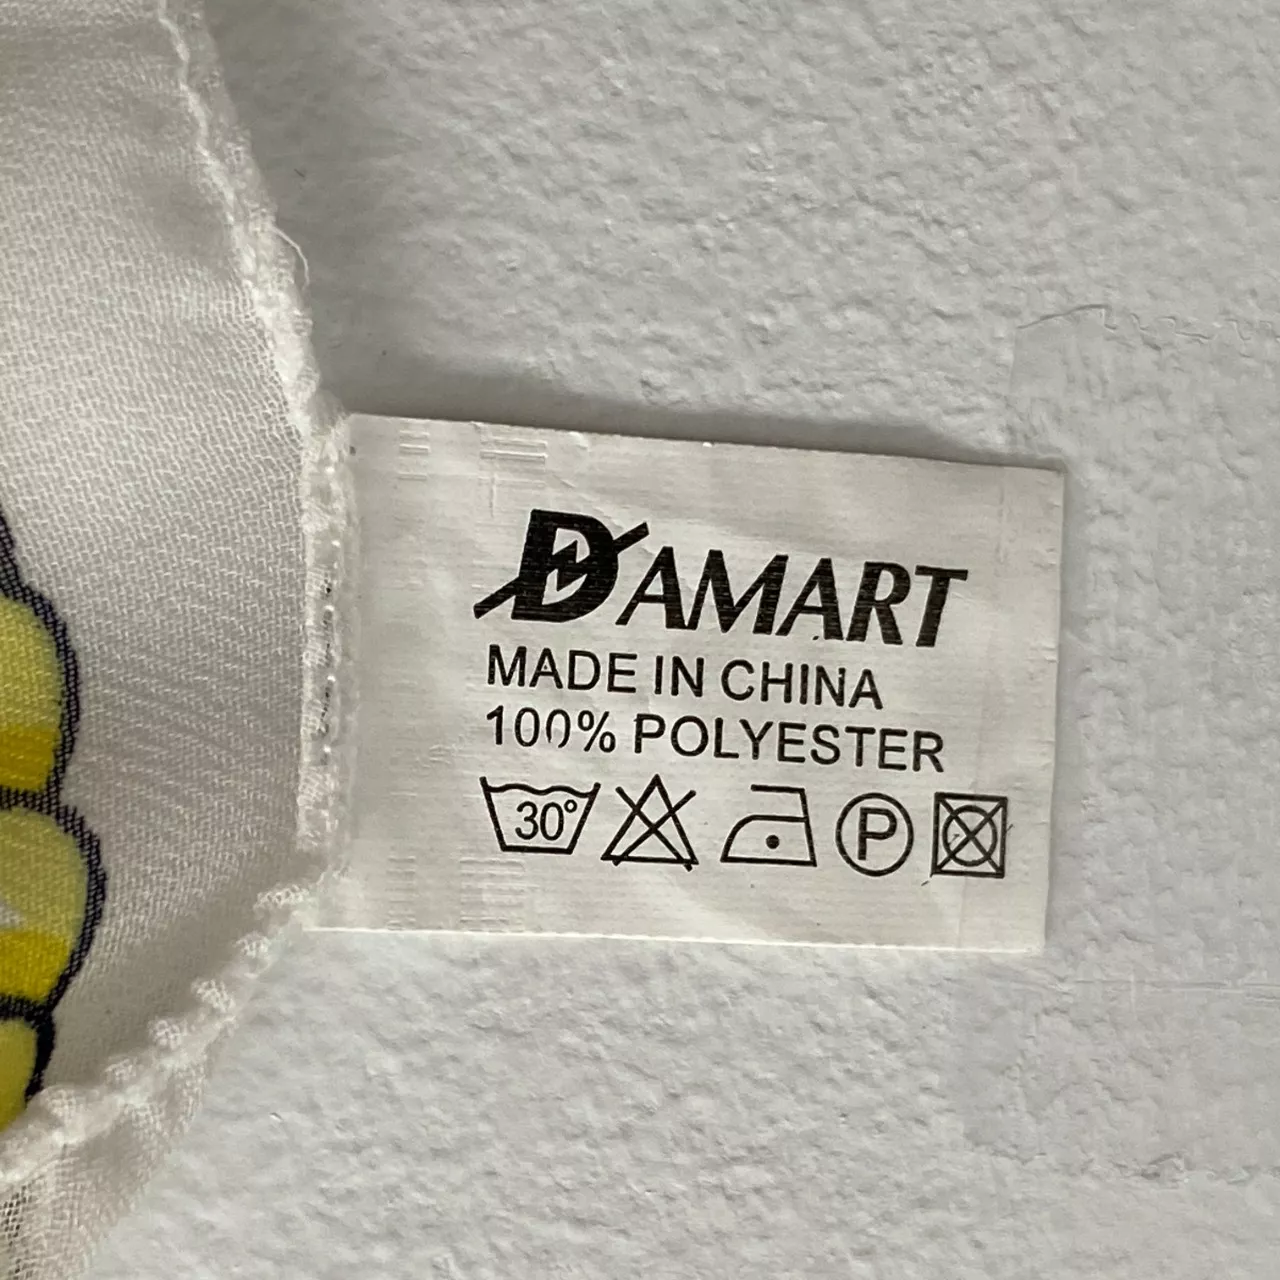 DAMART
MADE IN CHINA
100% POLYESTER
30° P